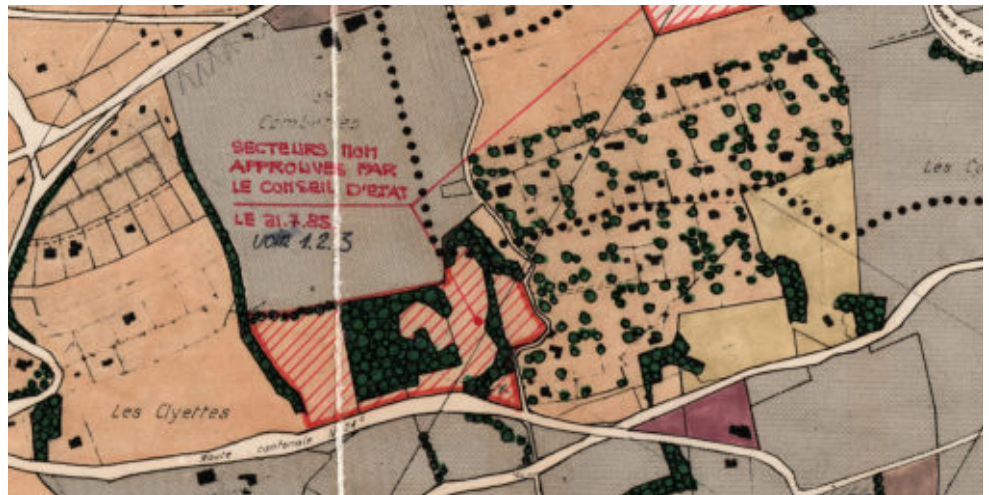 SECTEURS NON
APPROUVES PAR
LE CONSEIL D'ETAT
LE 21.7.85.
VOIR 1.2.3
Les Clyettes
Route cantonale
Les